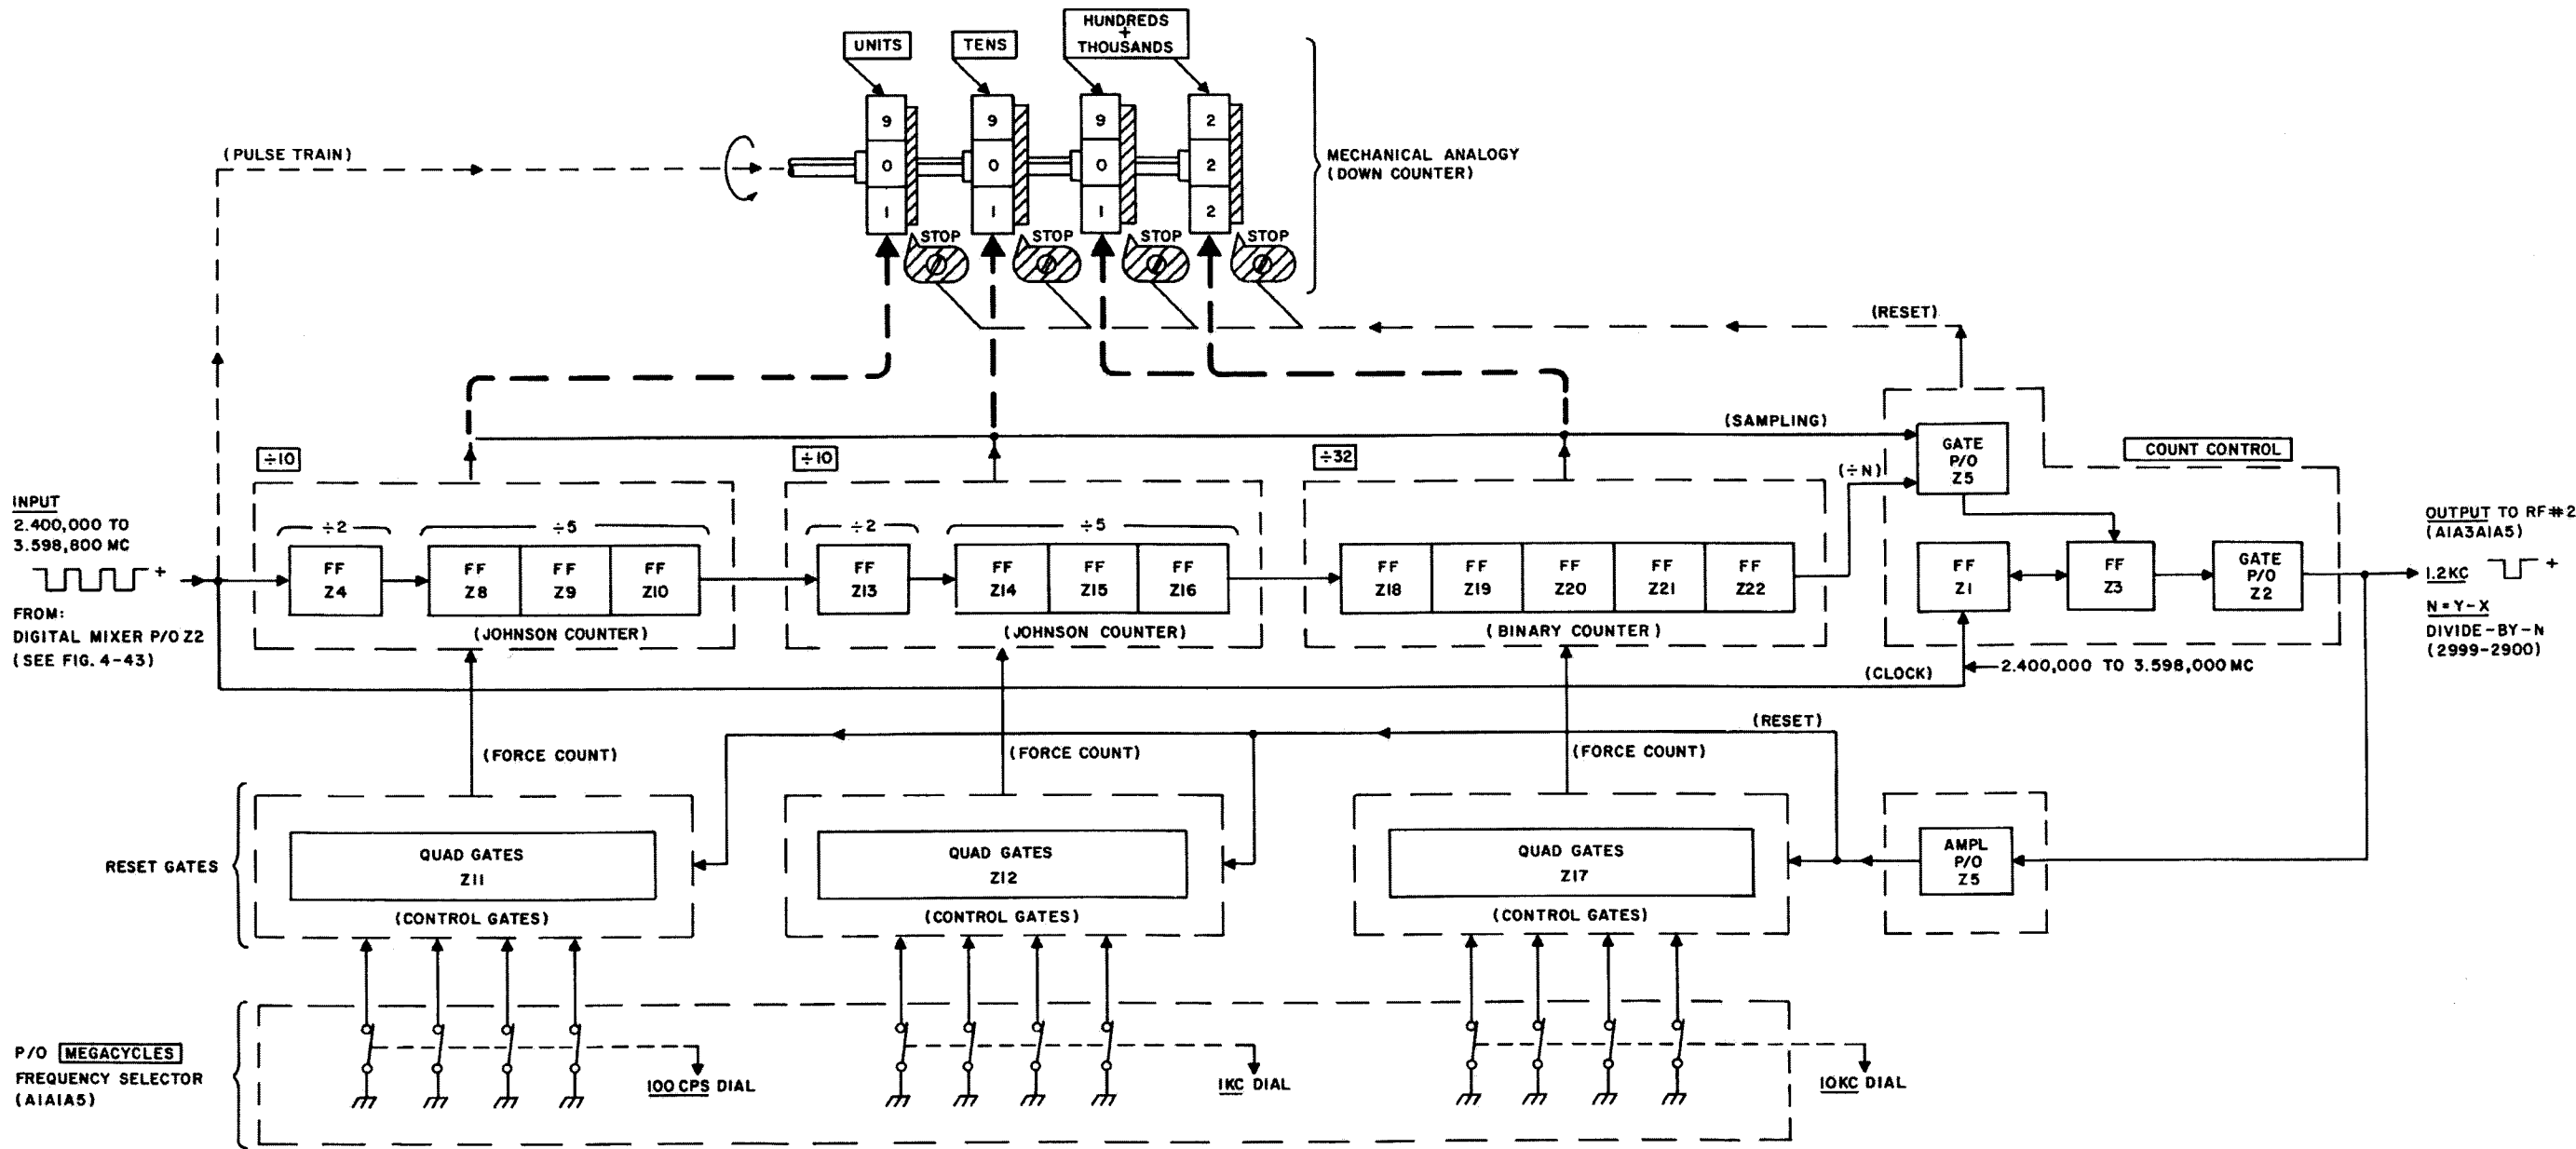 HUNDREDS
+
THOUSANDS
UNITS
TENS
9
0
1
9
0
1
9
0
1
2
2
2
STOP
STOP
STOP
STOP
MECHANICAL ANALOGY
(DOWN COUNTER)
(PULSE TRAIN)
(RESET)
(SAMPLING)
÷10
÷10
÷32
(÷N)
GATE
P/O
Z5
COUNT CONTROL
INPUT
2.400,000 TO
3.598,800 MC
+
FROM:
DIGITAL MIXER P/O Z2
(SEE FIG. 4-43)
÷2
÷5
FF
Z4
FF
Z8
FF
Z9
FF
Z10
(JOHNSON COUNTER)
÷2
÷5
FF
Z13
FF
Z14
FF
Z15
FF
Z16
(JOHNSON COUNTER)
FF
Z18
FF
Z19
FF
Z20
FF
Z21
FF
Z22
(BINARY COUNTER)
FF
Z1
FF
Z3
GATE
P/O
Z2
OUTPUT TO RF#2
(A1A3A1A5)
1.2KC
+
N=Y-X
DIVIDE-BY-N
(2999-2900)
(CLOCK)
2.400,000 TO 3.598,000 MC
(RESET)
(FORCE COUNT)
(FORCE COUNT)
(FORCE COUNT)
RESET GATES
QUAD GATES
Z11
(CONTROL GATES)
QUAD GATES
Z12
(CONTROL GATES)
QUAD GATES
Z17
(CONTROL GATES)
AMPL
P/O
Z5
P/O MEGACYCLES
FREQUENCY SELECTOR
(A1A1A5)
100 CPS DIAL
1KC DIAL
10KC DIAL